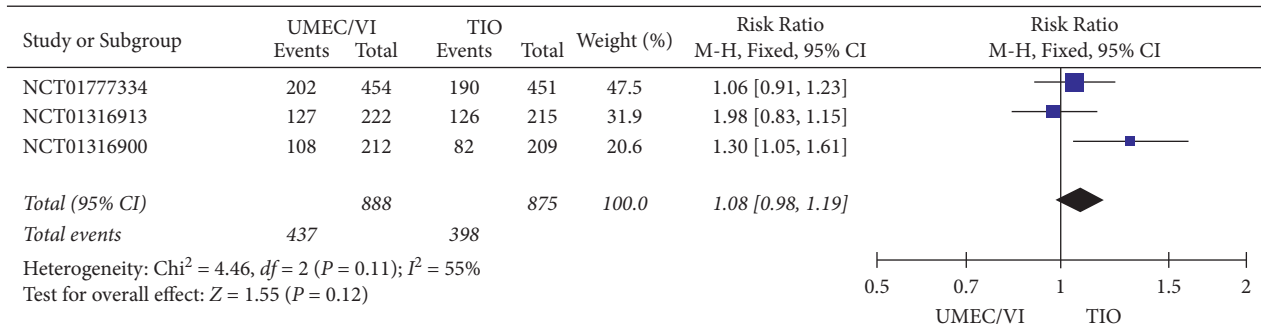 Study or Subgroup UMEC/VI TIO Weight (%) Risk Ratio Risk Ratio
Events Total Events Total M-H, Fixed, 95% CI M-H, Fixed, 95% CI
NCT01777334 202 454 190 451 47.5 1.06 [0.91, 1.23]
NCT01316913 127 222 126 215 31.9 1.98 [0.83, 1.15]
NCT01316900 108 212 82 209 20.6 1.30 [1.05, 1.61]
Total (95% CI) 888 875 100.0 1.08 [0.98, 1.19]
Total events 437 398
Heterogeneity: Chi² = 4.46, df = 2 (P = 0.11); I² = 55%
Test for overall effect: Z = 1.55 (P = 0.12)
0.5 0.7 1 1.5 2
UMEC/VI TIO